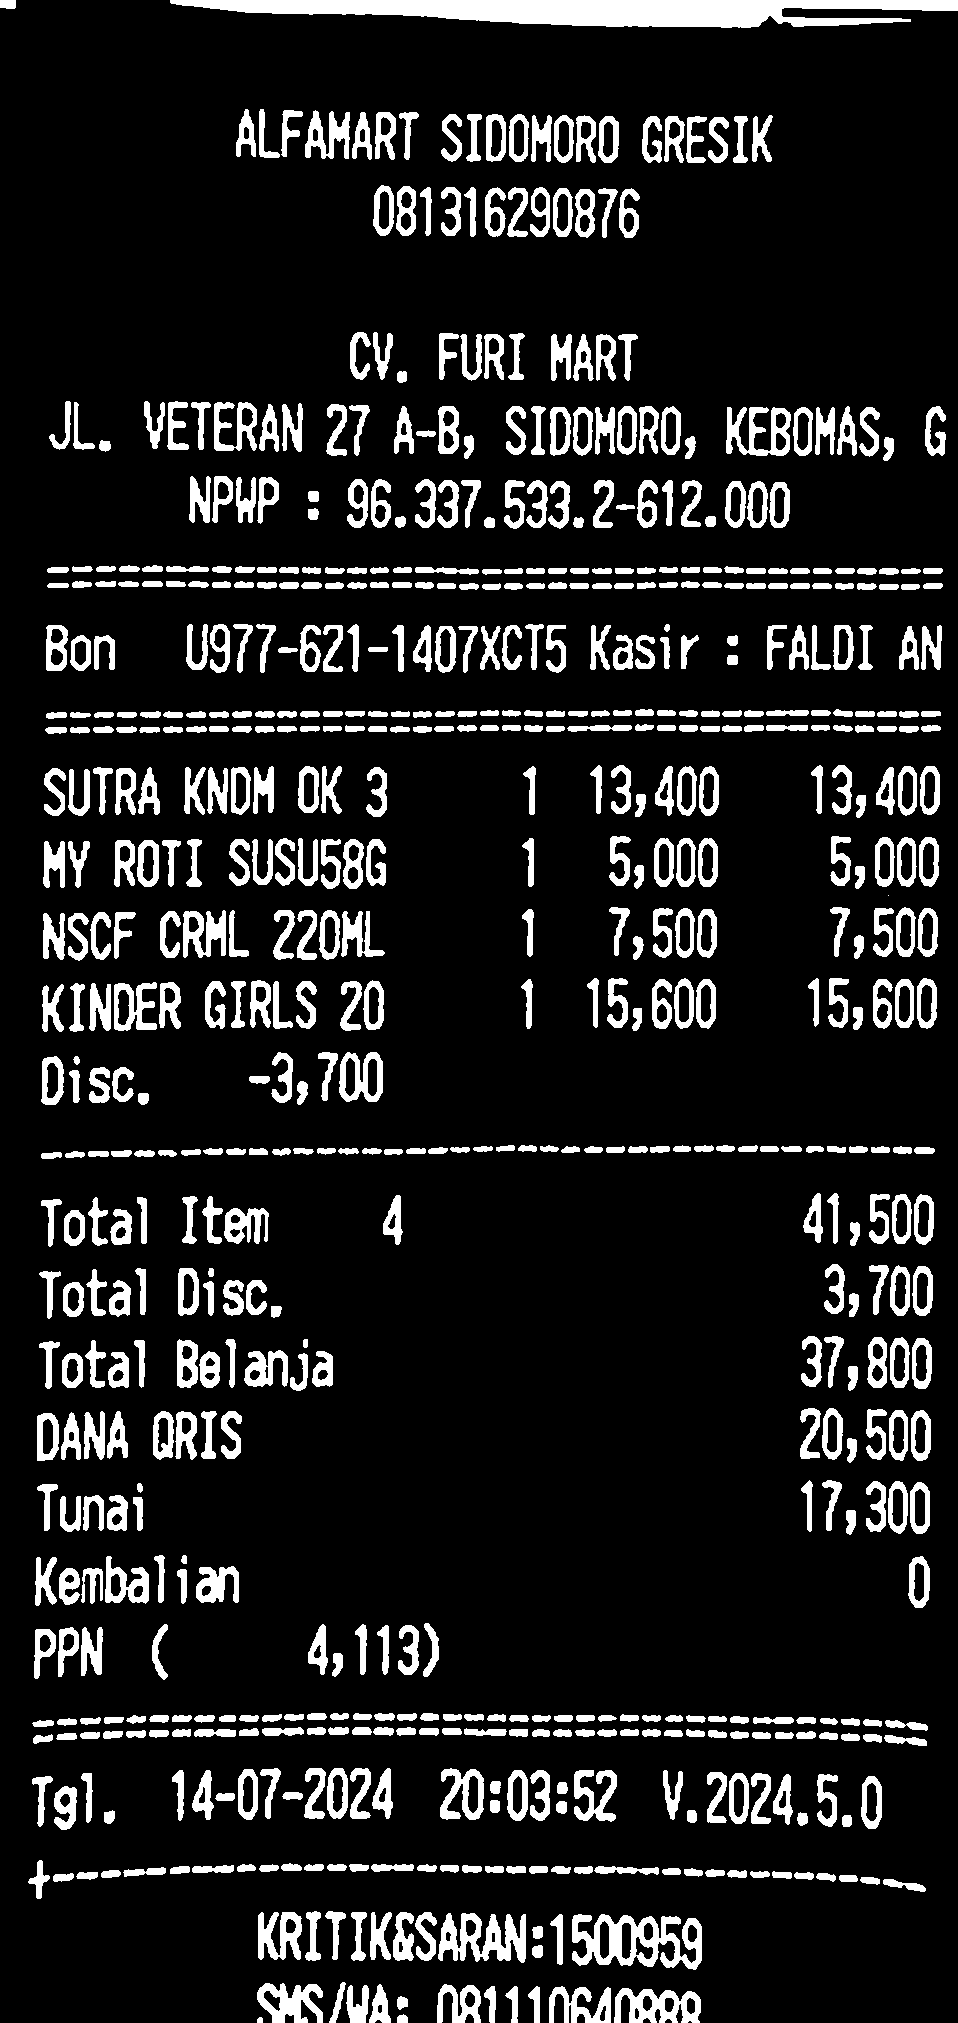 ALFAMART SIDOMORO GRESIK
081316290876
CV. FURI MART
JL. VETERAN 27 A-B, SIDOMORO, KEBOMAS, G
NPWP : 96.337.533.2-612.000
========================================
Bon U977-621-1407XCT5 Kasir : FALDI AN
========================================
SUTRA KNDM OK 3 1 13,400 13,400
MY ROTI SUSU58G 1 5,000 5,000
NSCF CRML 220ML 1 7,500 7,500
KINDER GIRLS 20 1 15,600 15,600
Disc. -3,700
----------------------------------------
Total Item 4 41,500
Total Disc. 3,700
Total Belanja 37,800
DANA QRIS 20,500
Tunai 17,300
Kembalian 0
PPN ( 4,113)
========================================
Tgl. 14-07-2024 20:03:52 V.2024.5.0
+---------------------------------------
KRITIK&SARAN:1500959
SMS/WA: 081110640888